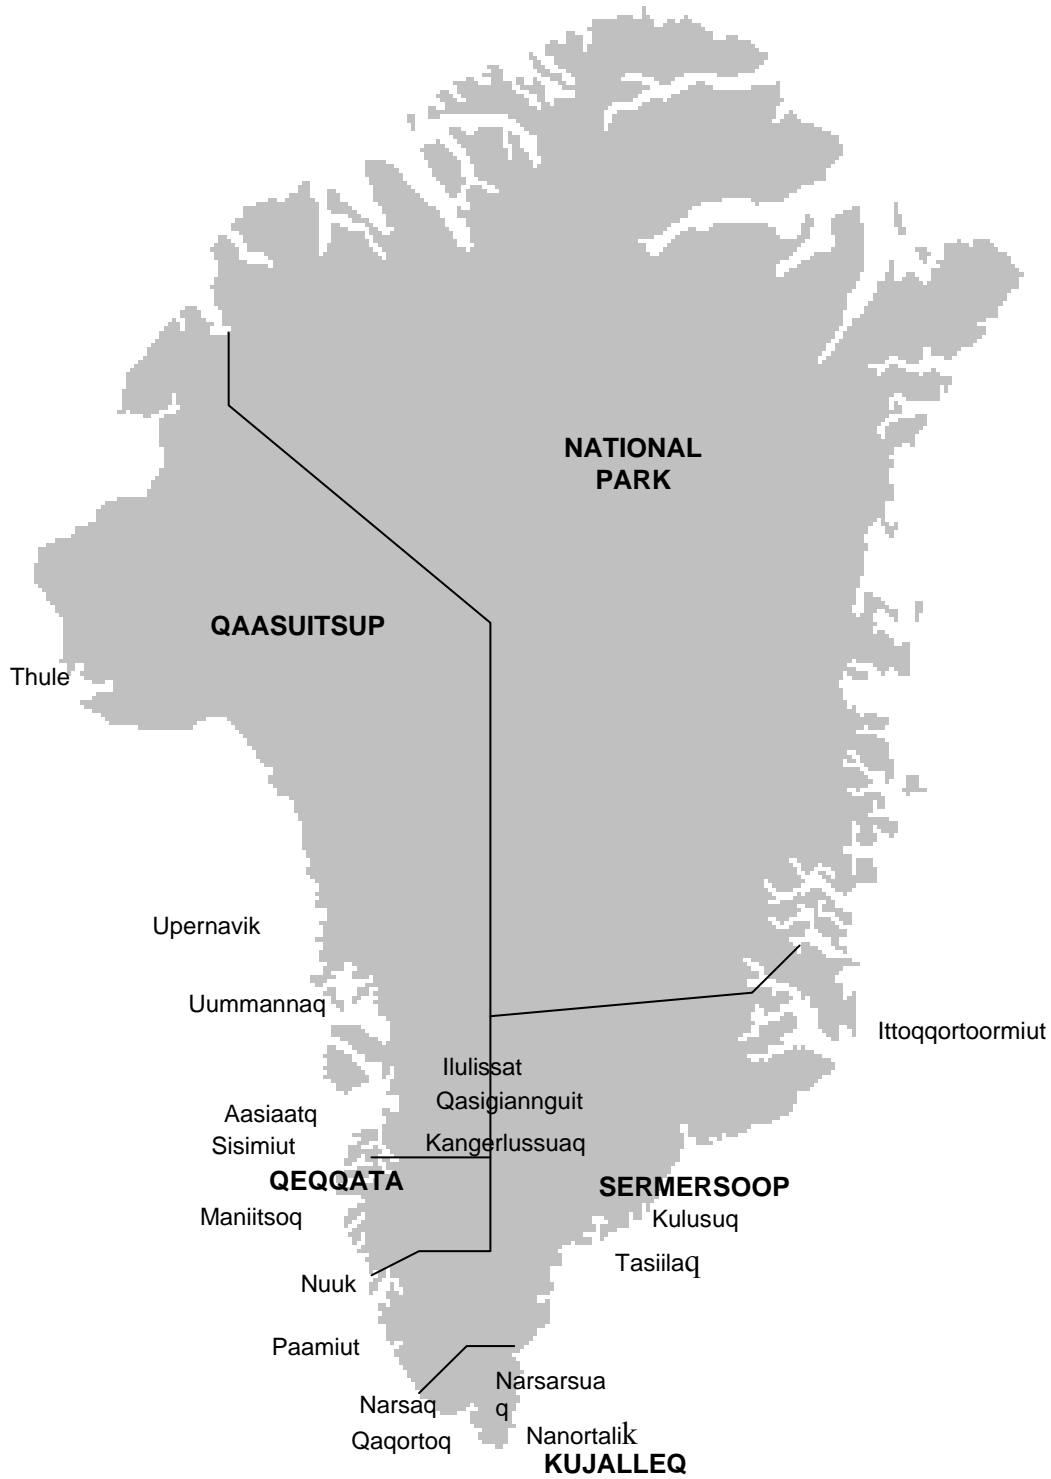 NATIONAL
PARK
QAASUITSUP
Thule
Upernavik
Uummannaq
Ittoqqortoormiut
Ilulissat
Qasigiannguit
Aasiaatq
Sisimiut
Kangerlussuaq
QEQQATA
SERMERSOOP
Maniitsoq
Kulusuq
Tasiilaq
Nuuk
Paamiut
Narsarsua
q
Narsaq
Qaqortoq
Nanortalik
KUJALLEQ